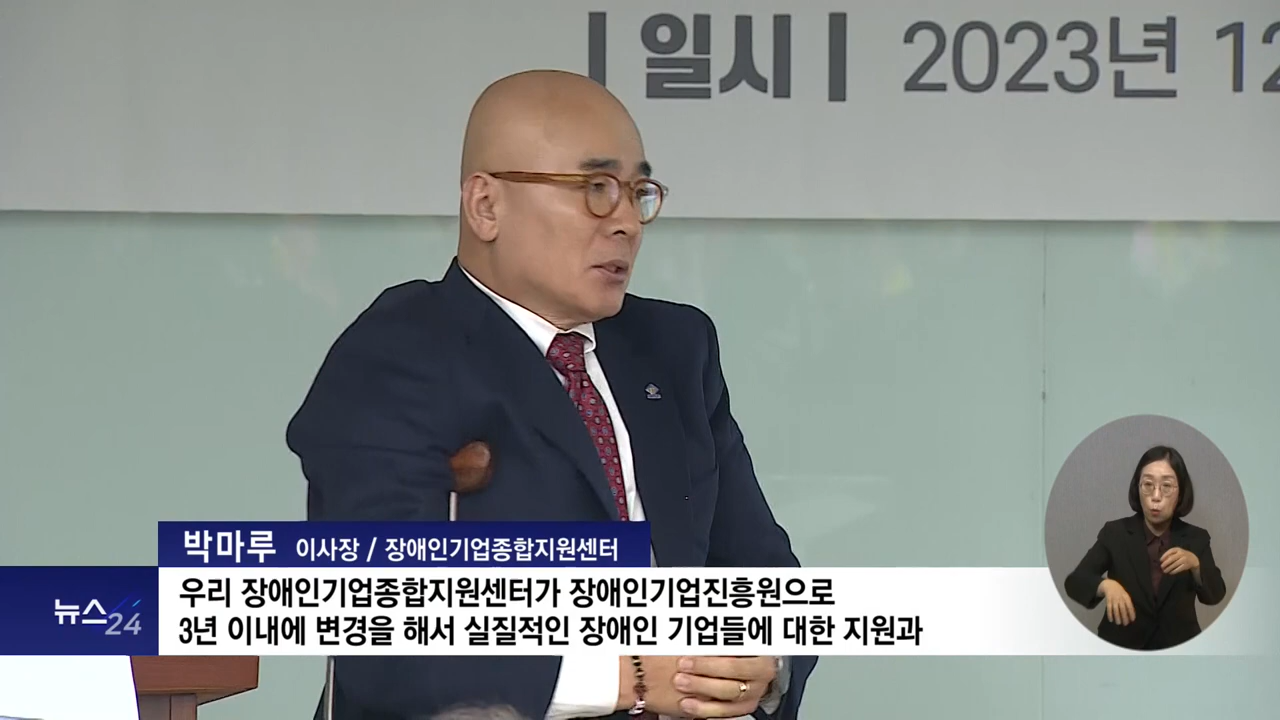 | 일시 | 2023년 12
박마루 이사장 / 장애인기업종합지원센터
뉴스24
우리 장애인기업종합지원센터가 장애인기업진흥원으로
3년 이내에 변경을 해서 실질적인 장애인 기업들에 대한 지원과